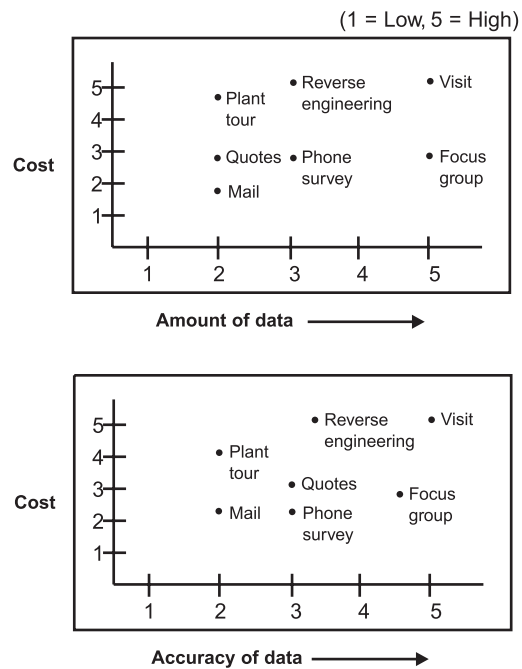 (1 = Low, 5 = High)
5
4
3
2
1
Cost
Plant
tour
Reverse
engineering
Visit
Quotes
Phone
survey
Focus
group
Mail
1 2 3 4 5
Amount of data
5
4
3
2
1
Cost
Reverse
engineering
Visit
Plant
tour
Quotes
Focus
group
Mail
Phone
survey
1 2 3 4 5
Accuracy of data